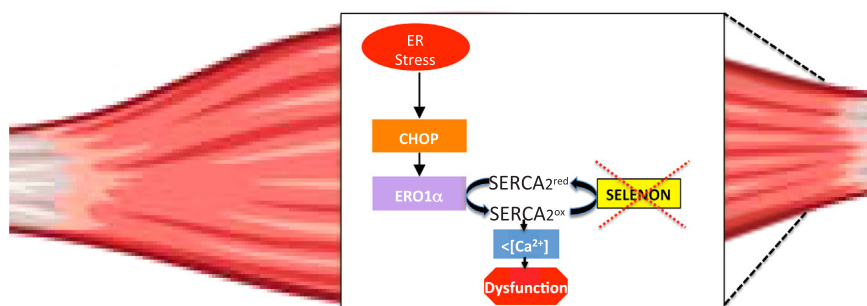 ER
Stress
CHOP
ERO1α
SERCA2red
SELENON
SERCA2ox
<[Ca²⁺]
Dysfunction